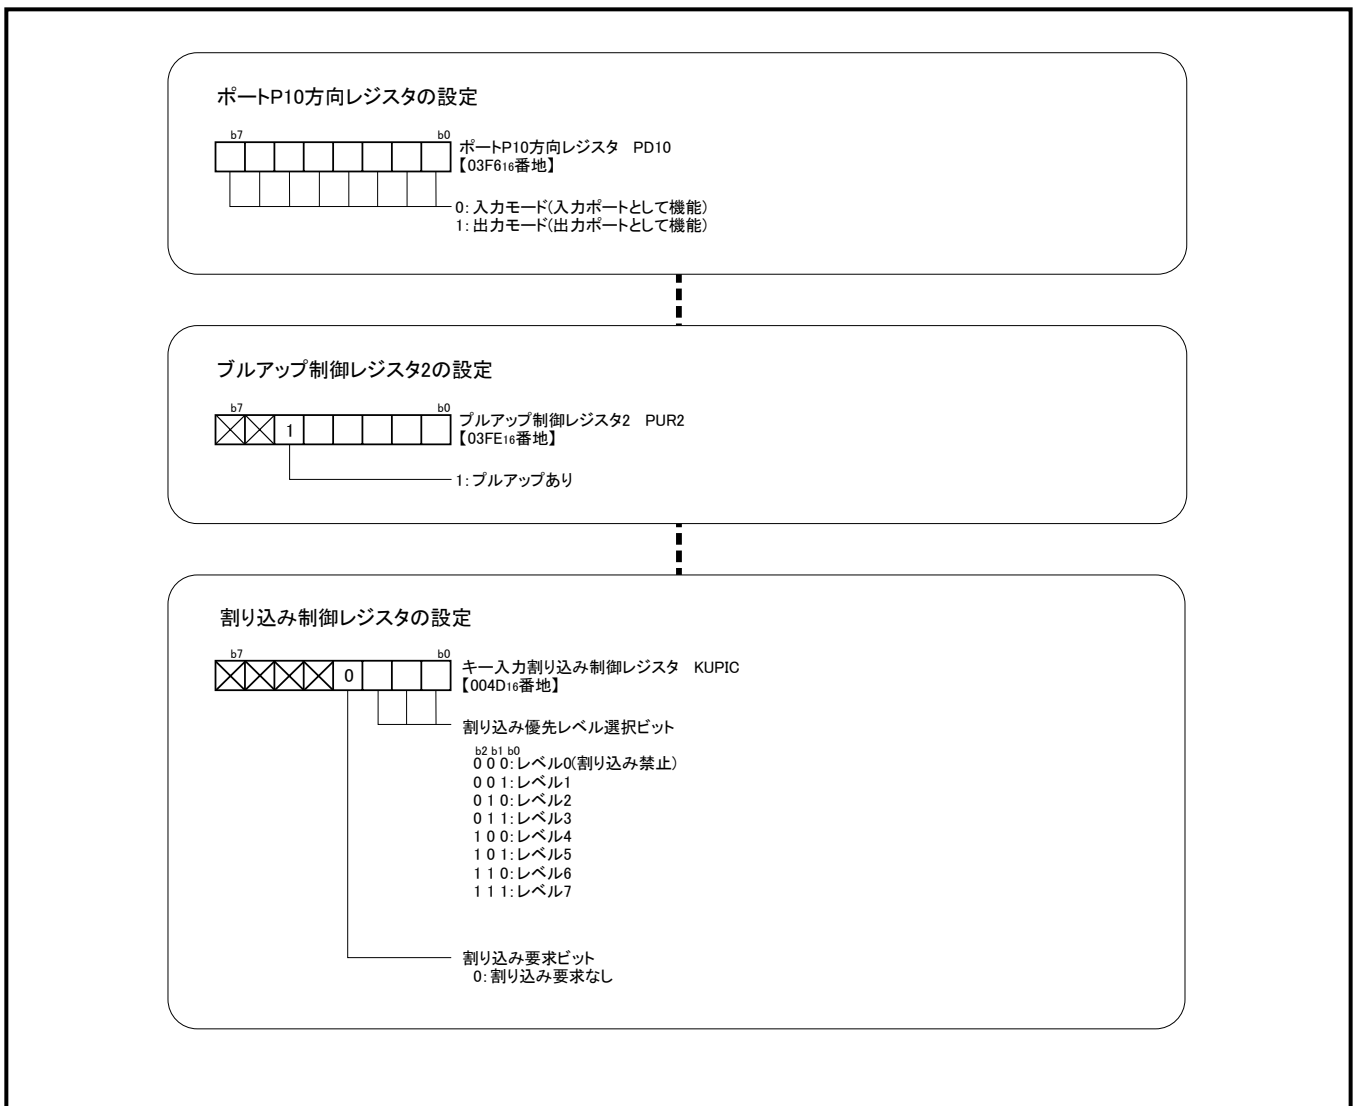 ポートP10方向レジスタの設定
b7 b0
ポートP10方向レジスタ PD10
【03F616番地】
0:入力モード(入力ポートとして機能)
1:出力モード(出力ポートとして機能)
プルアップ制御レジスタ2の設定
b7 b0
1
プルアップ制御レジスタ2 PUR2
【03FE16番地】
1:プルアップあり
割り込み制御レジスタの設定
b7 b0
0
キー入力割り込み制御レジスタ KUPIC
【004D16番地】
割り込み優先レベル選択ビット
b2 b1 b0
0 0 0:レベル0(割り込み禁止)
0 0 1:レベル1
0 1 0:レベル2
0 1 1:レベル3
1 0 0:レベル4
1 0 1:レベル5
1 1 0:レベル6
1 1 1:レベル7
割り込み要求ビット
0:割り込み要求なし